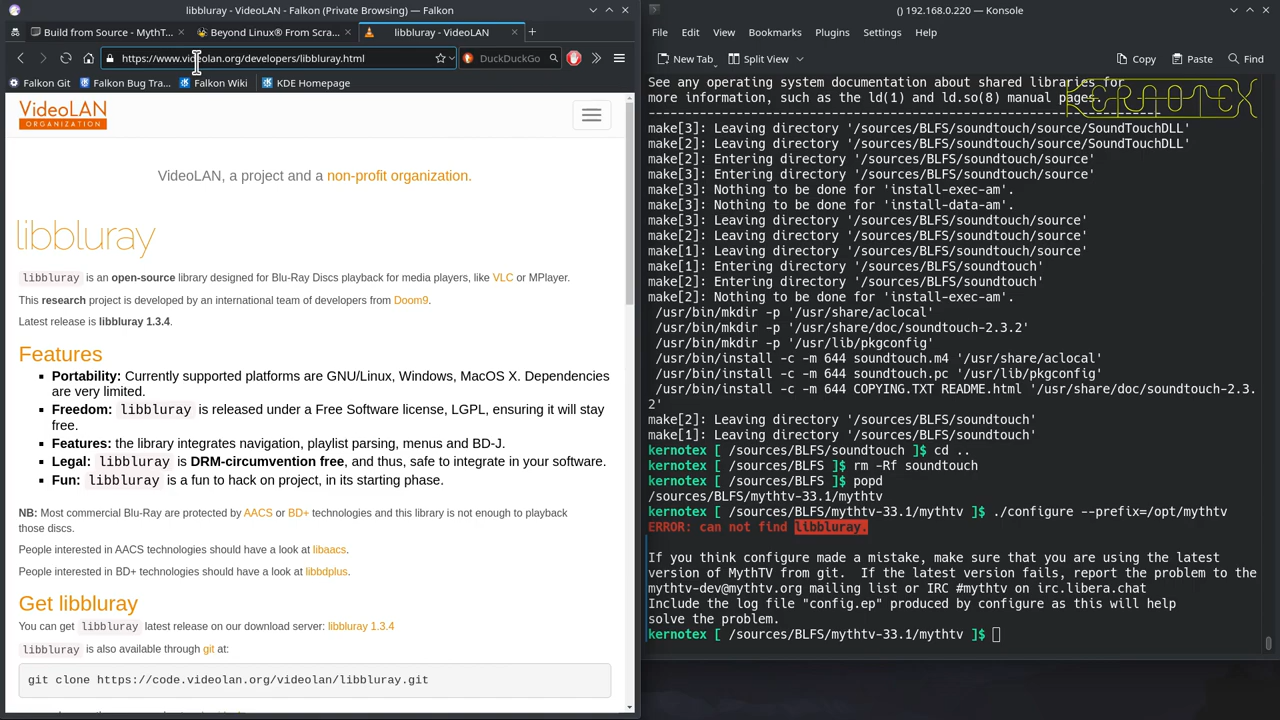 libbluray - VideoLAN - Falkon (Private Browsing) — Falkon
Build from Source - MythT...
Beyond Linux® From Scra...
libbluray - VideoLAN
https://www.videolan.org/developers/libbluray.html
DuckDuckGo
Falkon Git
Falkon Bug Tra...
Falkon Wiki
KDE Homepage
VideoLAN
ORGANIZATION
VideoLAN, a project and a non-profit organization.
libbluray
libbluray is an open-source library designed for Blu-Ray Discs playback for media players, like VLC or MPlayer.
This research project is developed by an international team of developers from Doom9.
Latest release is libbluray 1.3.4.
Features
Portability: Currently supported platforms are GNU/Linux, Windows, MacOS X. Dependencies
are very limited.
Freedom: libbluray is released under a Free Software license, LGPL, ensuring it will stay
free.
Features: the library integrates navigation, playlist parsing, menus and BD-J.
Legal: libbluray is DRM-circumvention free, and thus, safe to integrate in your software.
Fun: libbluray is a fun to hack on project, in its starting phase.
NB: Most commercial Blu-Ray are protected by AACS or BD+ technologies and this library is not enough to playback
those discs.
People interested in AACS technologies should have a look at libaacs.
People interested in BD+ technologies should have a look at libbdplus.
Get libbluray
You can get libbluray latest release on our download server: libbluray 1.3.4
libbluray is also available through git at:
git clone https://code.videolan.org/videolan/libbluray.git
() 192.168.0.220 — Konsole
File Edit View Bookmarks Plugins Settings Help
New Tab
Split View
Copy
Paste
Find
KERNOTEX
See any operating system documentation about shared libraries for
more information, such as the ld(1) and ld.so(8) manual pages.
----------------------------------------------------------------------
make[3]: Leaving directory '/sources/BLFS/soundtouch/source/SoundTouchDLL'
make[2]: Leaving directory '/sources/BLFS/soundtouch/source/SoundTouchDLL'
make[2]: Entering directory '/sources/BLFS/soundtouch/source'
make[3]: Entering directory '/sources/BLFS/soundtouch/source'
make[3]: Nothing to be done for 'install-exec-am'.
make[3]: Nothing to be done for 'install-data-am'.
make[3]: Leaving directory '/sources/BLFS/soundtouch/source'
make[2]: Leaving directory '/sources/BLFS/soundtouch/source'
make[1]: Leaving directory '/sources/BLFS/soundtouch/source'
make[1]: Entering directory '/sources/BLFS/soundtouch'
make[2]: Entering directory '/sources/BLFS/soundtouch'
make[2]: Nothing to be done for 'install-exec-am'.
/usr/bin/mkdir -p '/usr/share/aclocal'
/usr/bin/mkdir -p '/usr/share/doc/soundtouch-2.3.2'
/usr/bin/mkdir -p '/usr/lib/pkgconfig'
/usr/bin/install -c -m 644 soundtouch.m4 '/usr/share/aclocal'
/usr/bin/install -c -m 644 soundtouch.pc '/usr/lib/pkgconfig'
/usr/bin/install -c -m 644 COPYING.TXT README.html '/usr/share/doc/soundtouch-2.3.
2'
make[2]: Leaving directory '/sources/BLFS/soundtouch'
make[1]: Leaving directory '/sources/BLFS/soundtouch'
kernotex [ /sources/BLFS/soundtouch ]$ cd ..
kernotex [ /sources/BLFS ]$ rm -Rf soundtouch
kernotex [ /sources/BLFS ]$ popd
/sources/BLFS/mythtv-33.1/mythtv
kernotex [ /sources/BLFS/mythtv-33.1/mythtv ]$ ./configure --prefix=/opt/mythtv
ERROR: can not find libbluray.
If you think configure made a mistake, make sure that you are using the latest
version of MythTV from git.  If the latest version fails, report the problem to the
mythtv-dev@mythtv.org mailing list or IRC #mythtv on irc.libera.chat
Include the log file "config.ep" produced by configure as this will help
solve the problem.
kernotex [ /sources/BLFS/mythtv-33.1/mythtv ]$